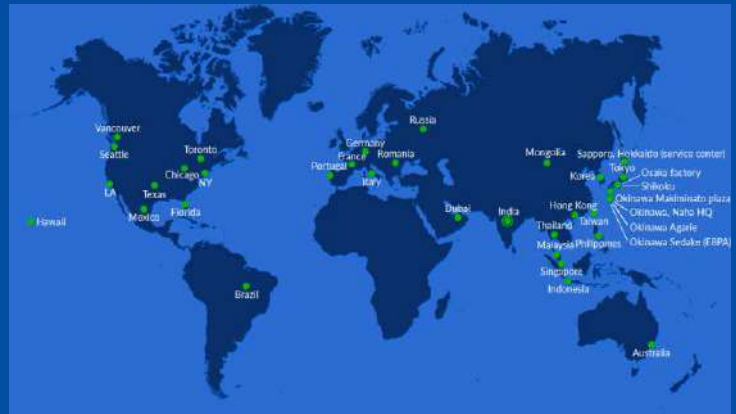 Vancouver
Seattle
LA
Hawaii
Toronto
Chicago
NY
Texas
Mexico
Florida
Brazil
Russia
Germany
France
Romania
Portugal
Italy
Dubai
India
Mongolia
Sapporo, Hokkaido (service center)
Tokyo
Korea
Osaka factory
Shikoku
Okinawa Makiminato plaza
Okinawa, Naha HQ
Okinawa Agarie
Okinawa Sedake (EBPA)
Hong Kong
Taiwan
Thailand
Malaysia
Philippines
Singapore
Indonesia
Australia